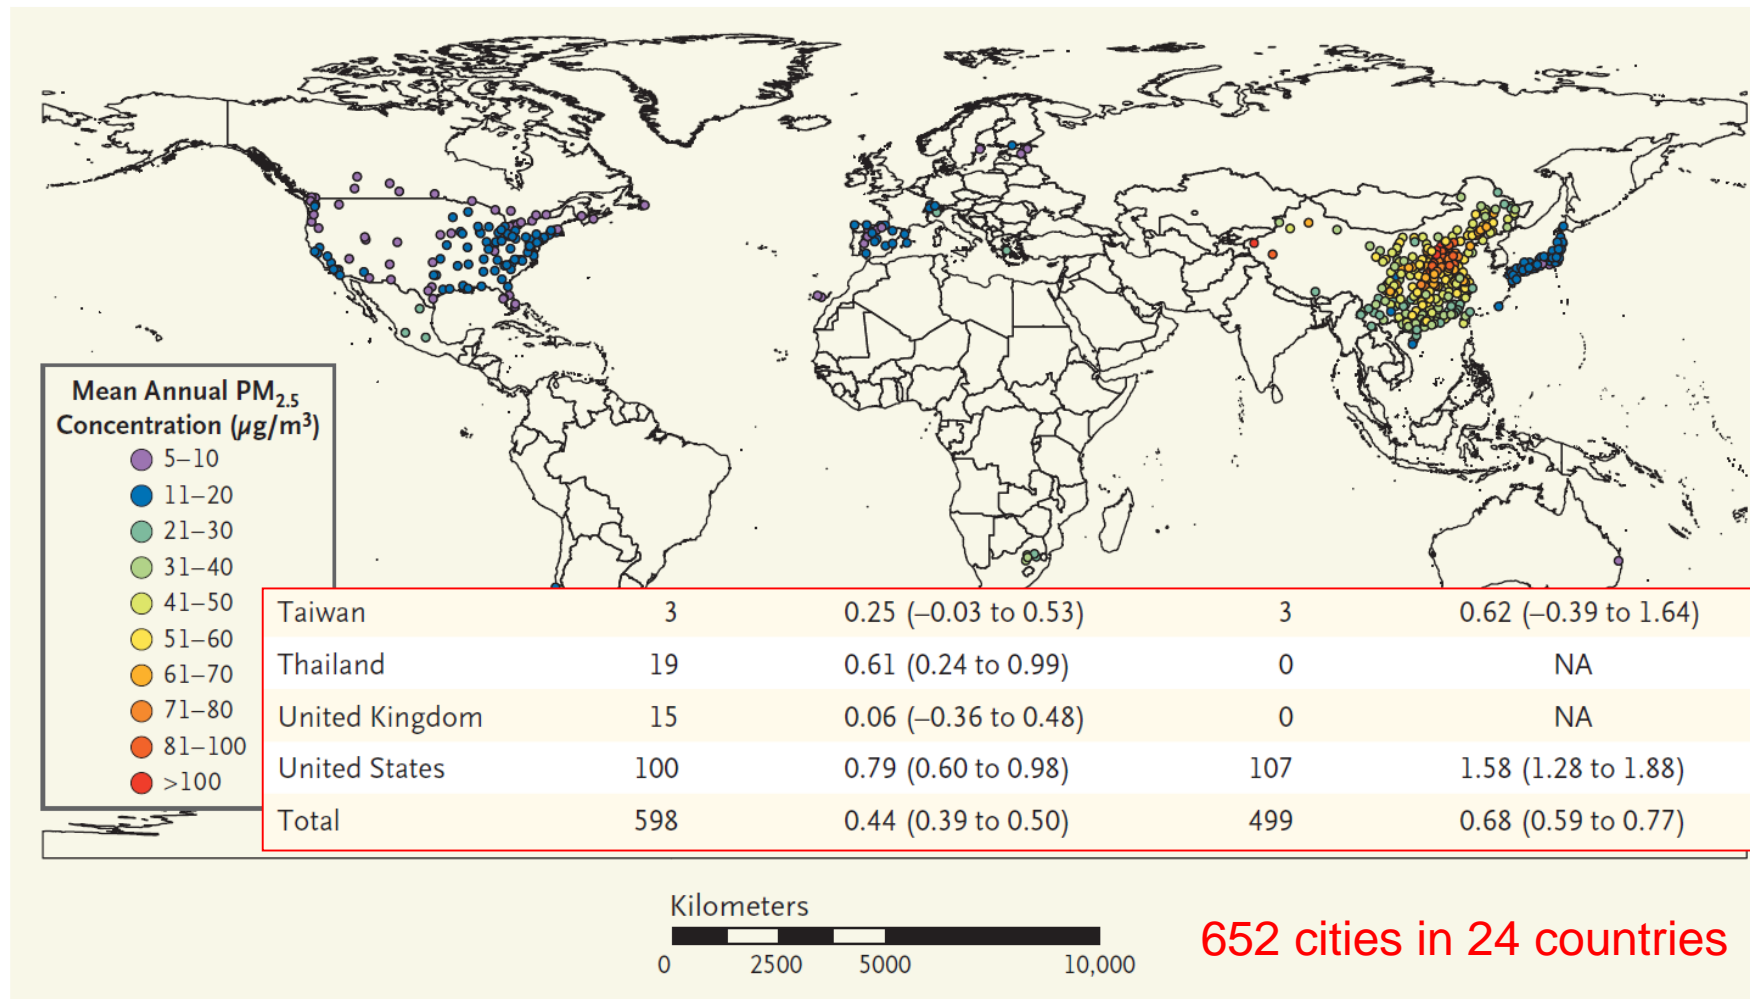 Mean Annual PM2.5
Concentration (µg/m³)
5–10
11–20
21–30
31–40
41–50
51–60
61–70
71–80
81–100
>100
Taiwan 3 0.25 (–0.03 to 0.53) 3 0.62 (–0.39 to 1.64)
Thailand 19 0.61 (0.24 to 0.99) 0 NA
United Kingdom 15 0.06 (–0.36 to 0.48) 0 NA
United States 100 0.79 (0.60 to 0.98) 107 1.58 (1.28 to 1.88)
Total 598 0.44 (0.39 to 0.50) 499 0.68 (0.59 to 0.77)
Kilometers
0 2500 5000 10,000
652 cities in 24 countries